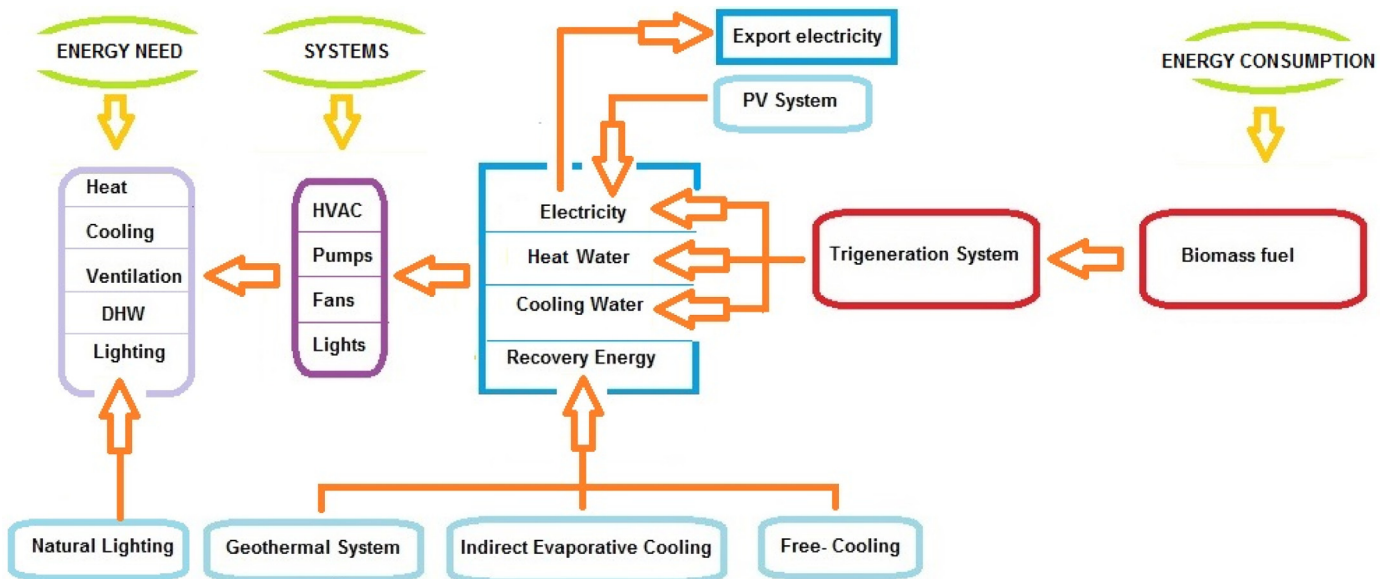 ENERGY NEED
SYSTEMS
Export electricity
ENERGY CONSUMPTION
PV System
Heat
Cooling
Ventilation
DHW
Lighting
HVAC
Pumps
Fans
Lights
Electricity
Heat Water
Cooling Water
Recovery Energy
Trigeneration System
Biomass fuel
Natural Lighting
Geothermal System
Indirect Evaporative Cooling
Free- Cooling